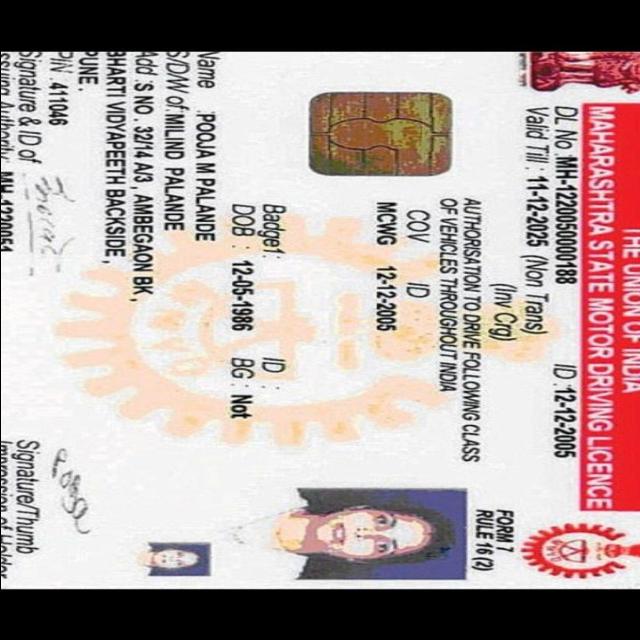 THE UNION OF INDIA
MAHARASHTRA STATE MOTOR DRIVING LICENCE
DL No MH-1220050000188 ID :12-12-2005
Valid Till : 11-12-2025 (Non Trans)
(Inv Crg)
FORM 7
RULE 16 (2)
AUTHORISATION TO DRIVE FOLLOWING CLASS
OF VEHICLES THROUGHOUT INDIA
COV ID
MCWG 12-12-2005
Badge1: ID :
DOB : 12-05-1986 BG : Not
Name :POOJA M PALANDE
S/D/W of MILIND PALANDE
Add S NO . 32/14 A/3 , AMBEGAON BK ,
BHARTI VIDYAPEETH BACKSIDE ,
PUNE.
PIN : 411046
Signature & ID of
Issuing Authority: MH-1220051
Signature/Thumb
Impression of Holder